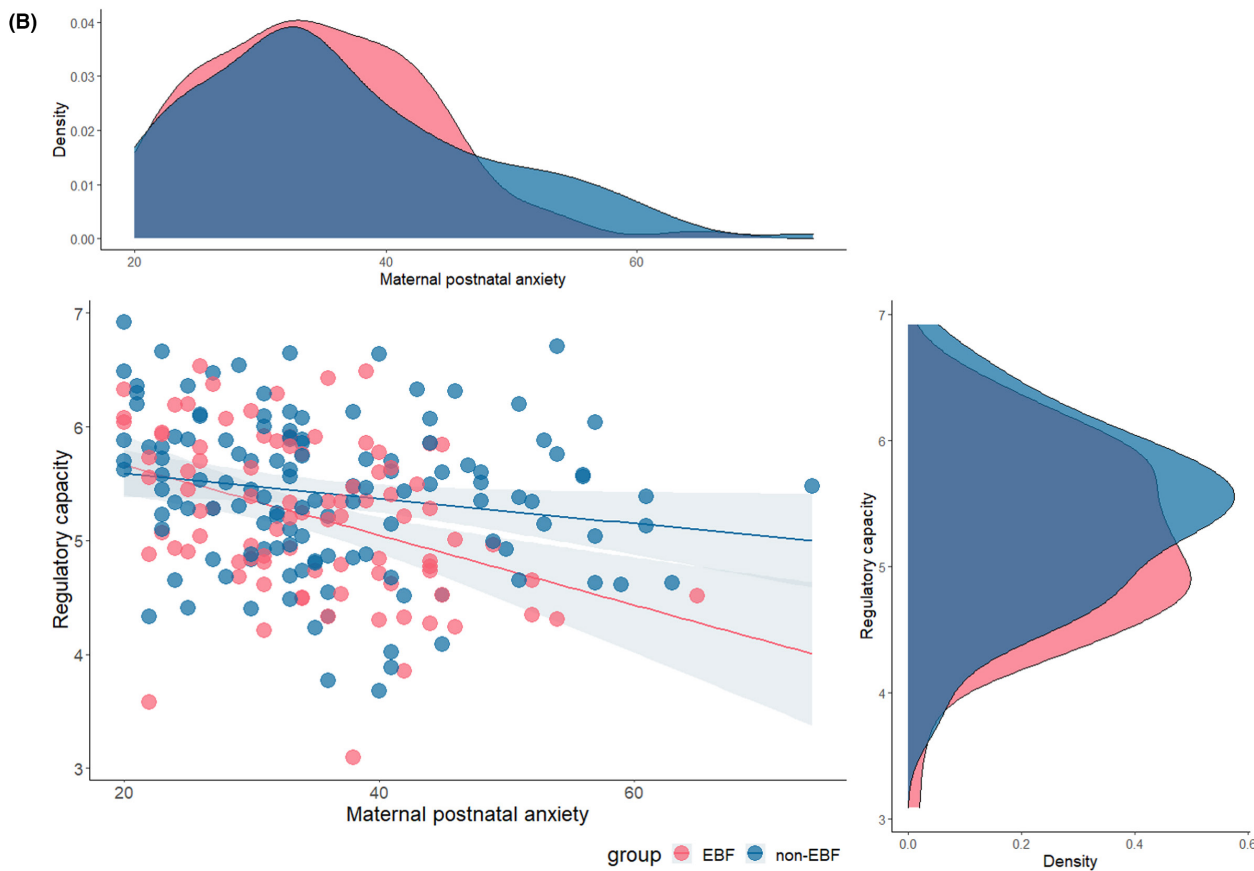 (B)
Density
0.04
0.03
0.02
0.01
0.00
20 40 60
Maternal postnatal anxiety
Regulatory capacity
7
6
5
4
3
20 40 60
Maternal postnatal anxiety
Regulatory capacity
7
6
5
4
3
0.0 0.2 0.4 0.6
Density
group EBF non-EBF